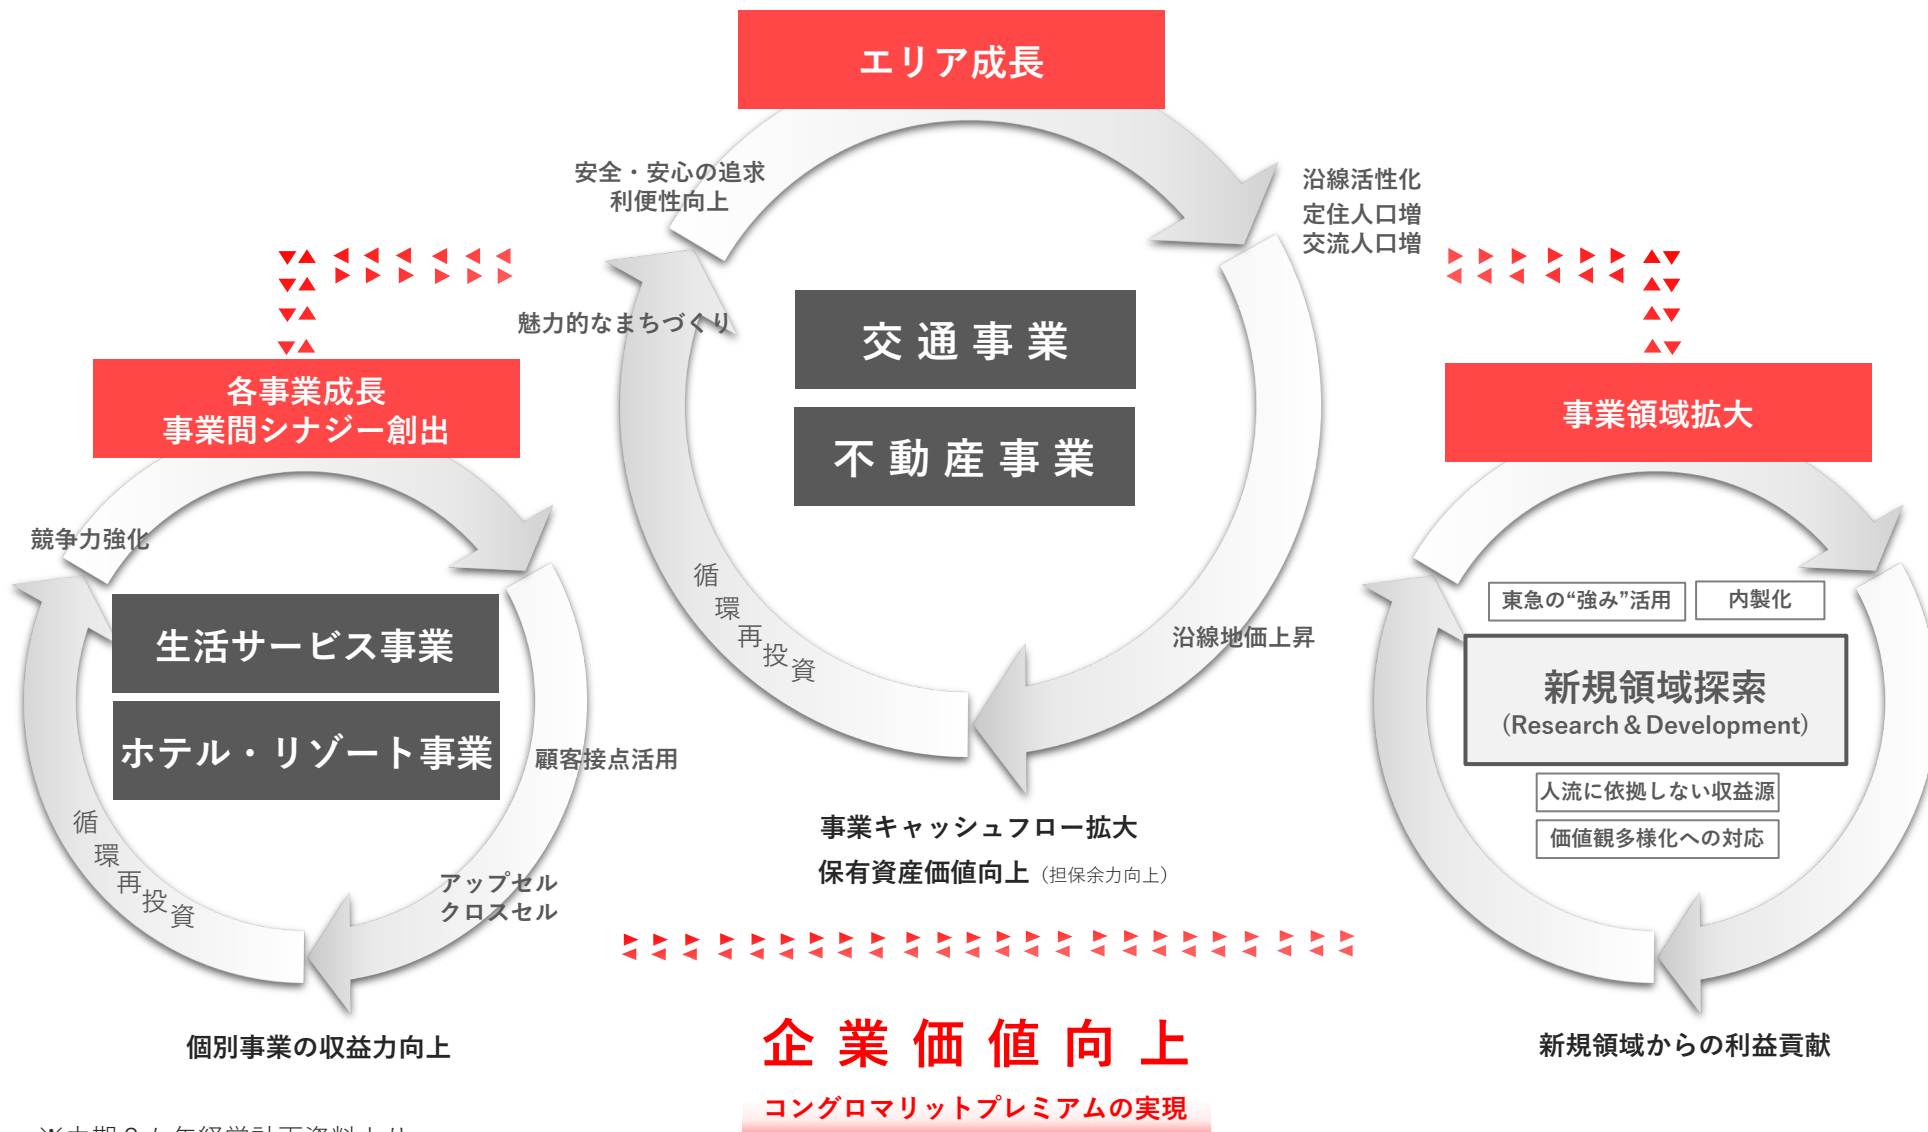 エリア成長
安全・安心の追求
利便性向上
沿線活性化
定住人口増
交流人口増
魅力的なまちづくり
交通事業
不動産事業
循環再投資
沿線地価上昇
事業キャッシュフロー拡大
保有資産価値向上（担保余力向上）
各事業成長
事業間シナジー創出
競争力強化
生活サービス事業
ホテル・リゾート事業
顧客接点活用
循環再投資
アップセル
クロスセル
個別事業の収益力向上
事業領域拡大
東急の“強み”活用
内製化
新規領域探索
(Research & Development)
人流に依拠しない収益源
価値観多様化への対応
新規領域からの利益貢献
企業価値向上
コングロマリットプレミアムの実現